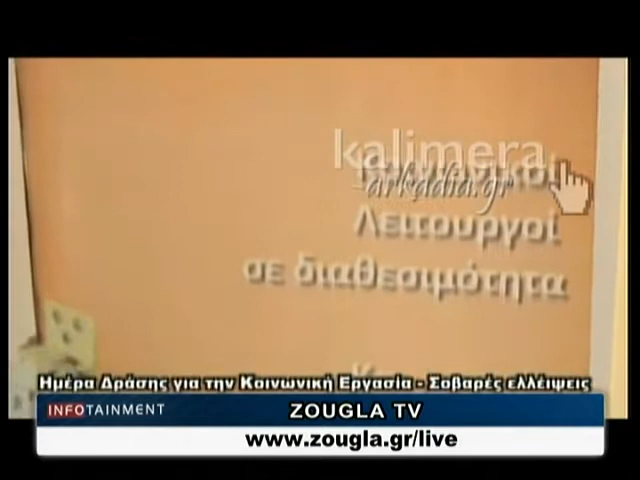 kalimera
arkadia.gr
Λειτουργοί
σε διαθεσιμότητα
Ημέρα Δράσης για την Κοινωνική Εργασία - Σοβαρές ελλέιψεις
INFOTAINMENT
ZOUGLA TV
www.zougla.gr/live